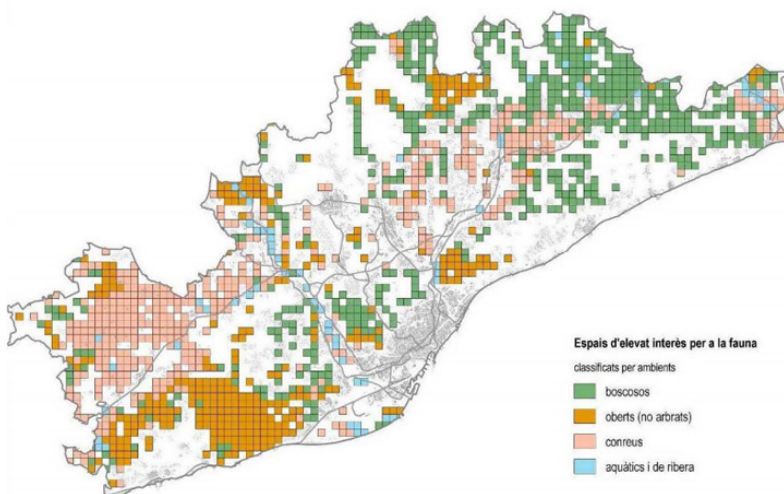 Espais d'elevat interès per a la fauna
classificats per ambients
boscosos
oberts (no arbrats)
conreus
aquàtics i de ribera